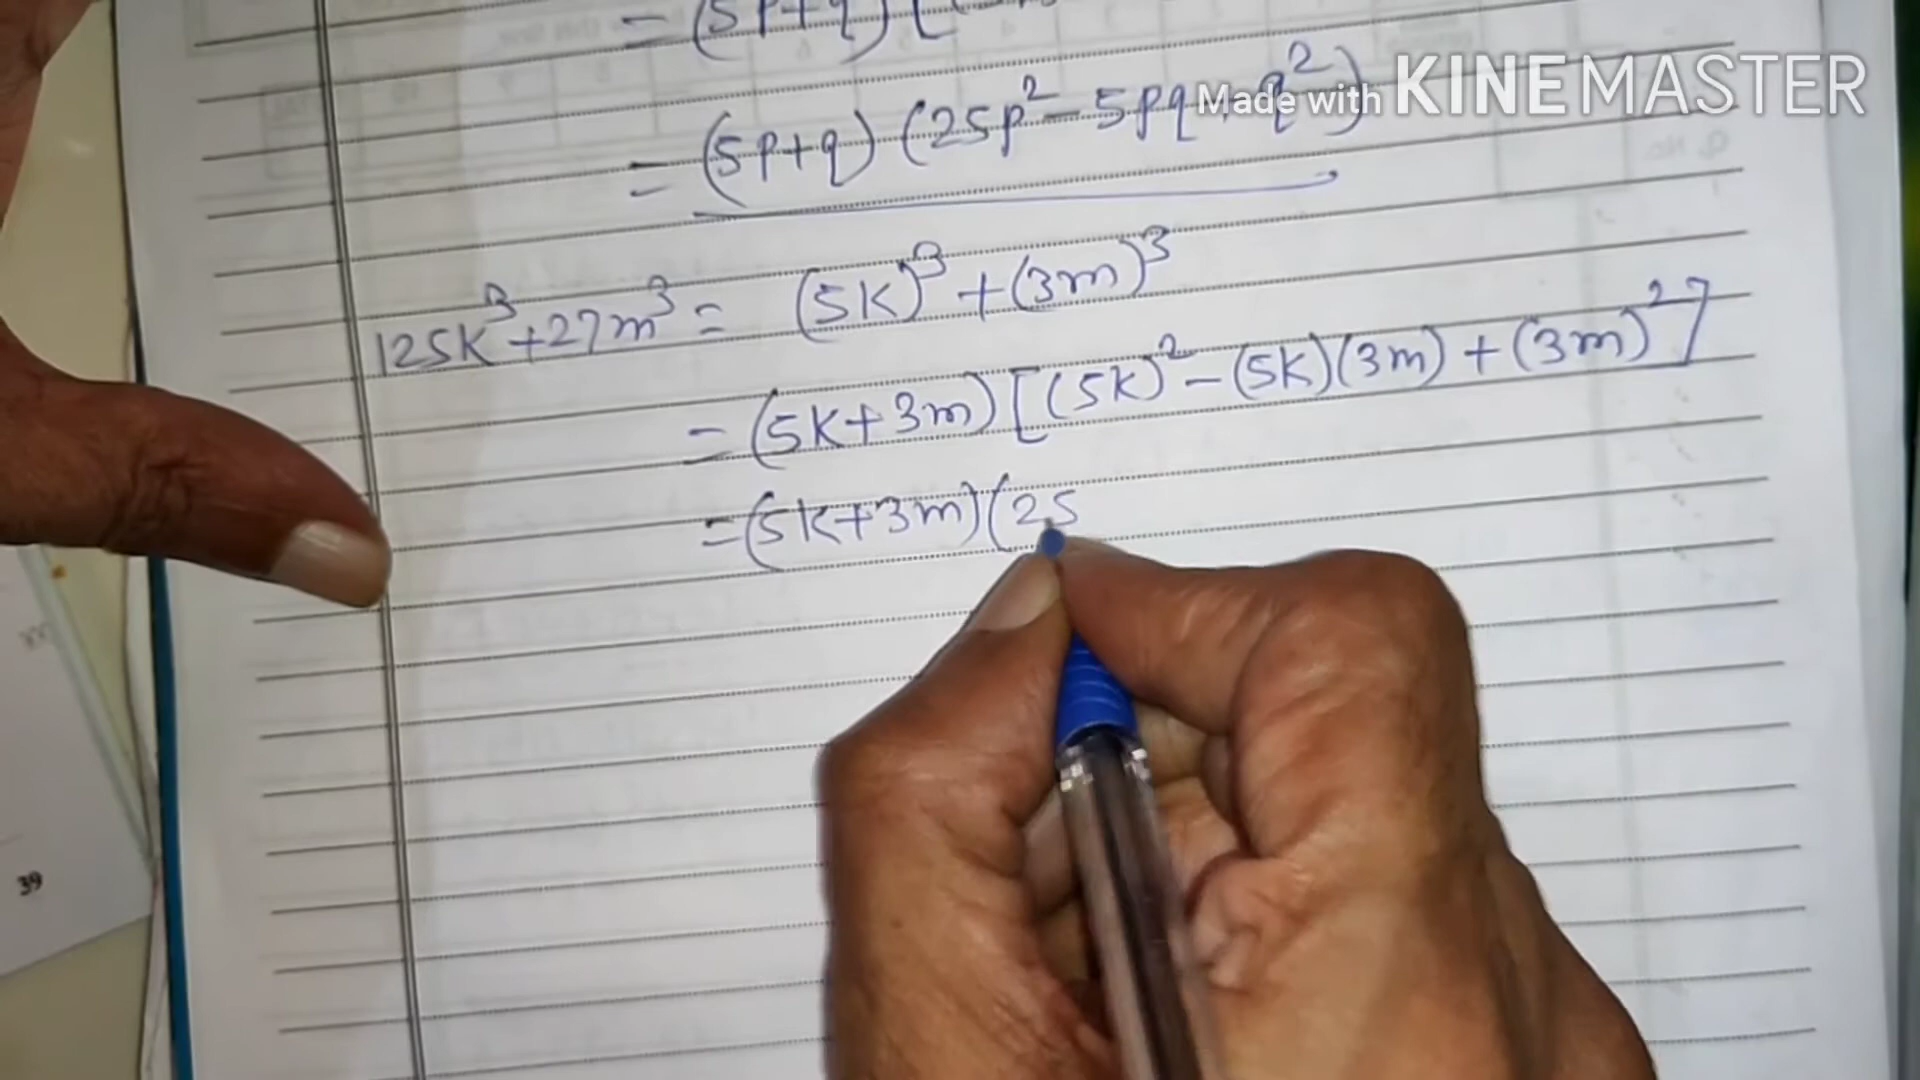 = (5p+q) [
= (5p+q) (25p² - 5pq + q²)
Made with KINEMASTER
125k³+27m³ = (5k)³ + (3m)³
= (5k+3m) [(5k)² - (5k)(3m) + (3m)²]
= (5k+3m) (25
39